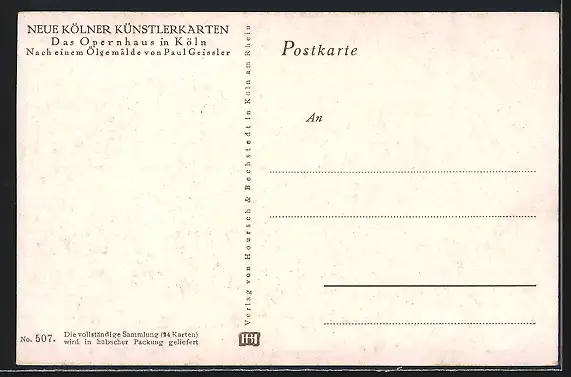 NEUE KÖLNER KÜNSTLERKARTEN
Das Opernhaus in Köln
Nach einem Ölgemälde von Paul Geissler
Postkarte
An
Verlag von Hoursch & Bechstedt in Köln am Rhein
No. 507.
Die vollständige Sammlung (24 Karten)
wird in hübscher Packung geliefert